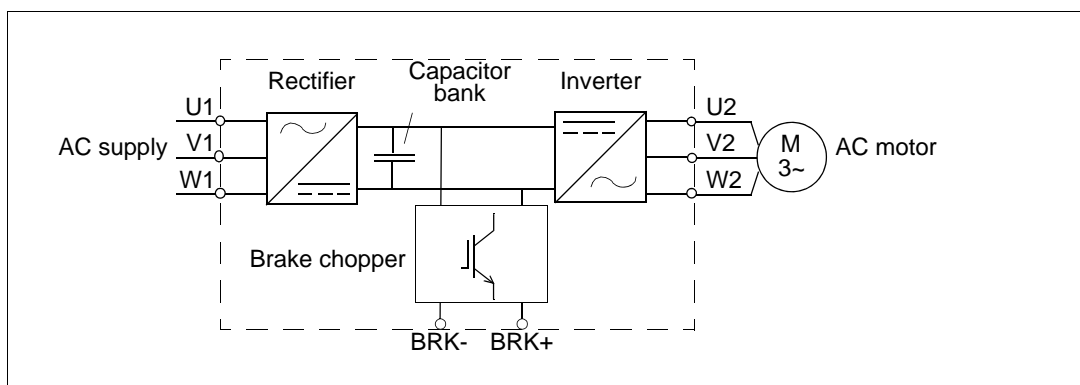 Rectifier
Capacitor
bank
Inverter
U1
V1
W1
AC supply
U2
V2
W2
M
3~
AC motor
Brake chopper
BRK-
BRK+